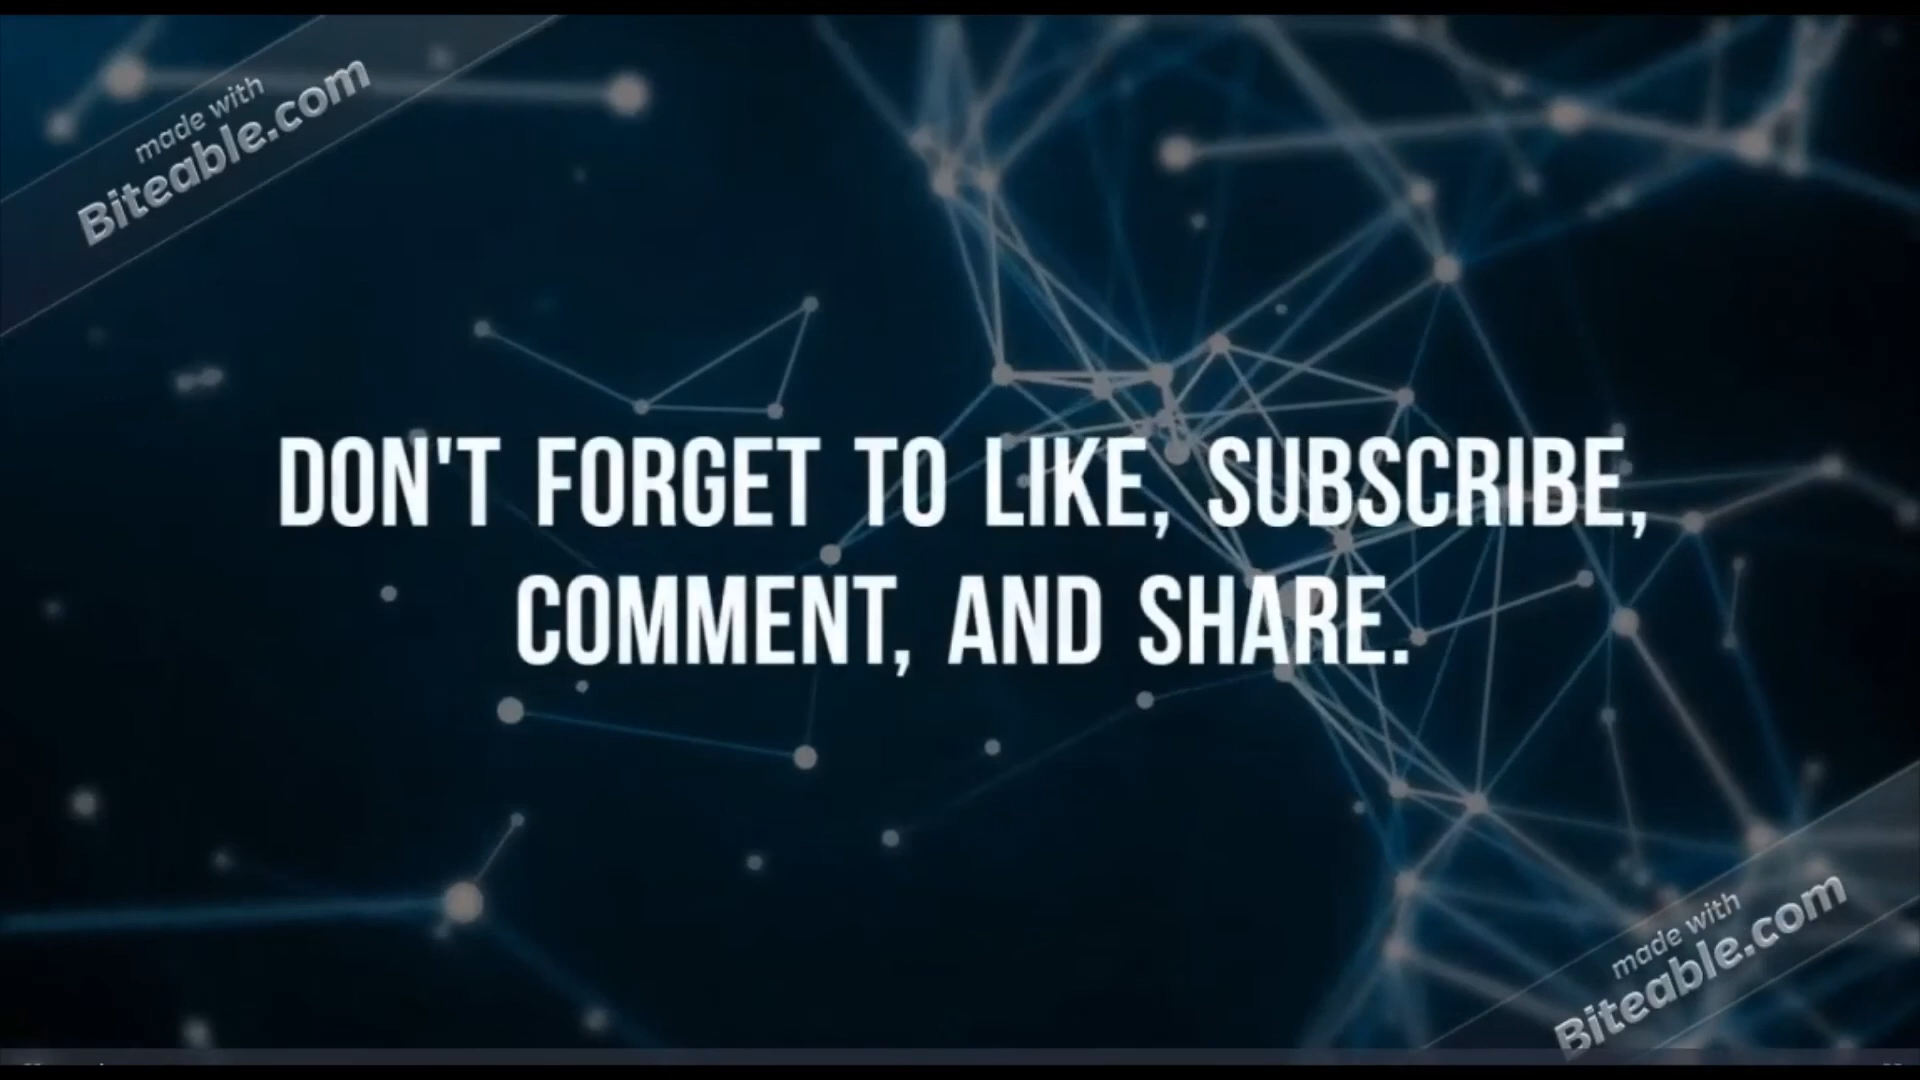 made with
Biteable.com
DON'T FORGET TO LIKE, SUBSCRIBE,
COMMENT, AND SHARE.
made with
Biteable.com